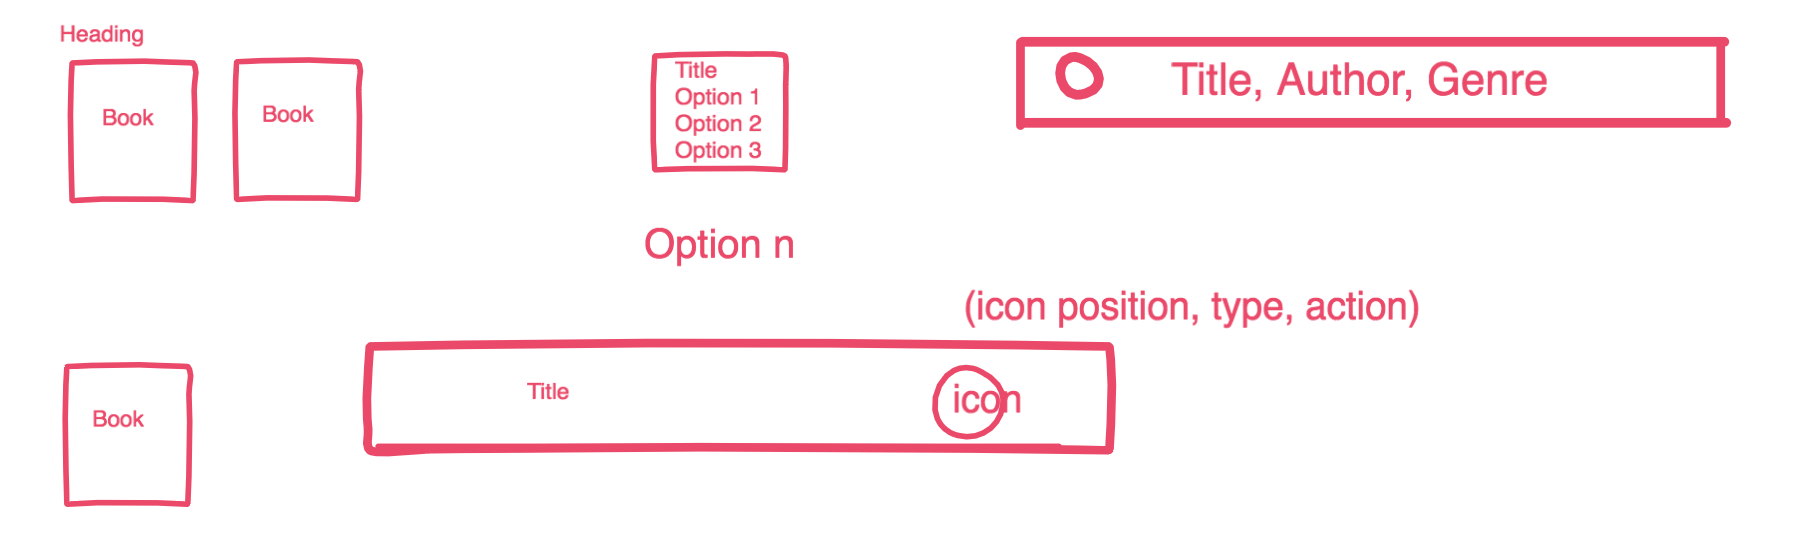 Heading
Book
Book
Title
Option 1
Option 2
Option 3
Option n
Title, Author, Genre
(icon position, type, action)
Title
icon
Book